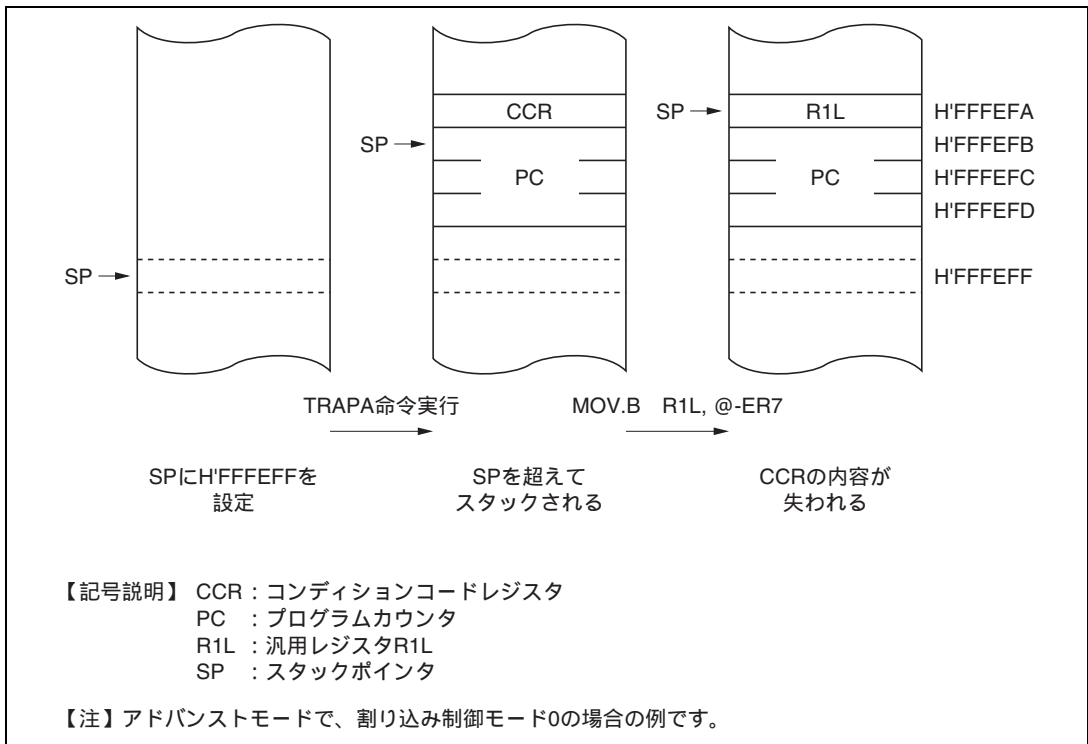 CCR
SP
R1L
H'FFFEFA
SP
H'FFFEFB
PC
PC
H'FFFEFC
H'FFFEFD
SP
H'FFFEFF
TRAPA命令実行
MOV.B R1L, @-ER7
SPにH'FFFEFFを
設定
SPを超えて
スタックされる
CCRの内容が
失われる
【記号説明】 CCR:コンディションコードレジスタ
PC :プログラムカウンタ
R1L :汎用レジスタR1L
SP :スタックポインタ
【注】アドバンストモードで、割り込み制御モード0の場合の例です。